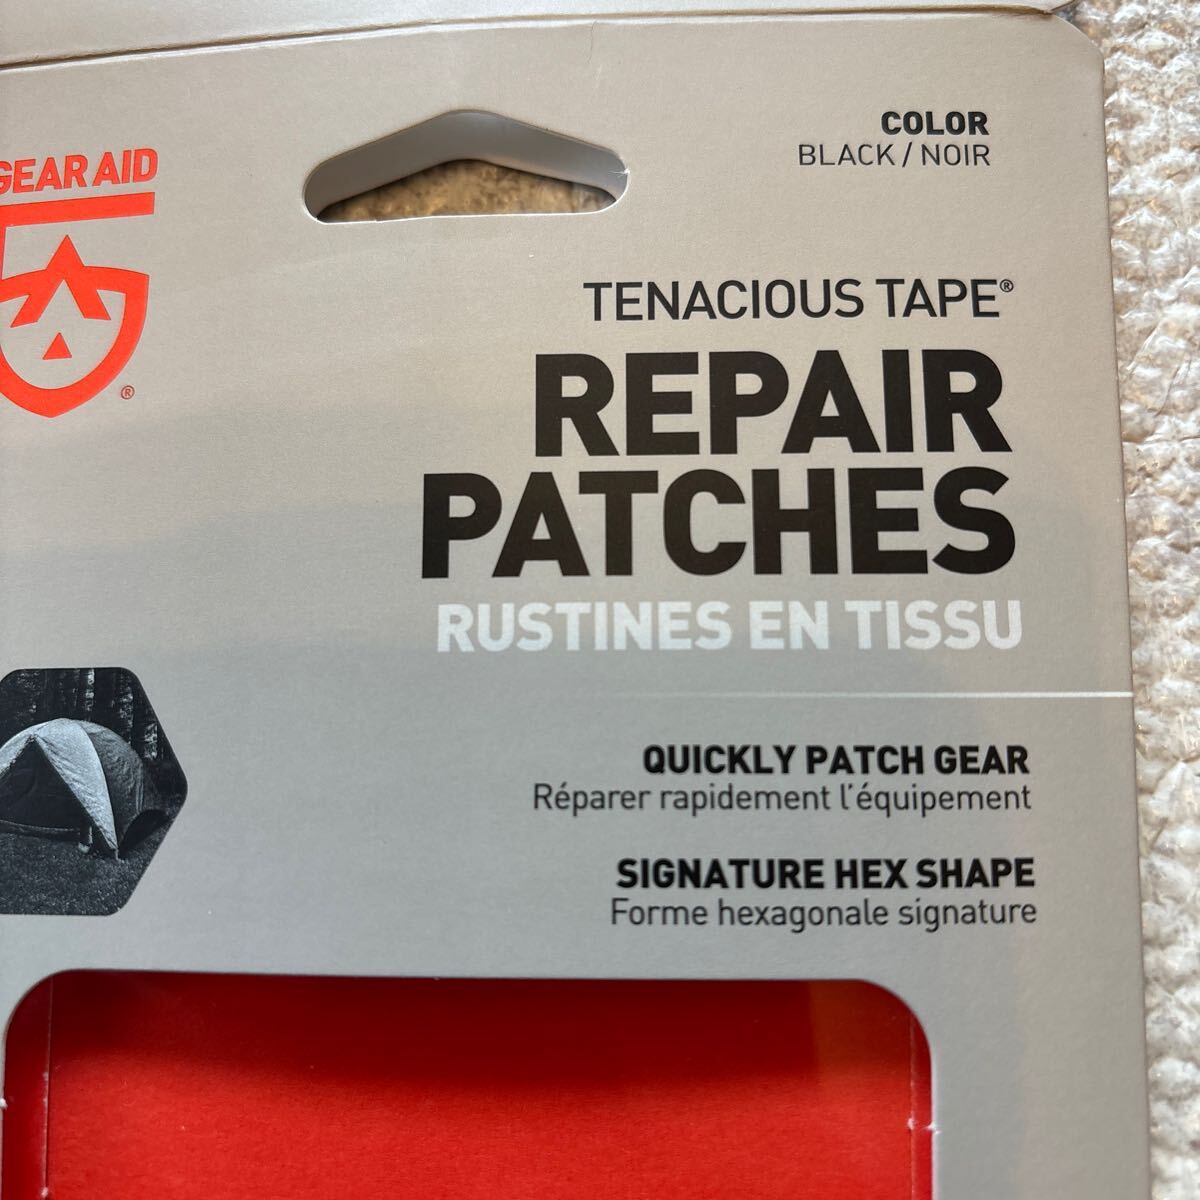 GEAR AID
®
COLOR
BLACK / NOIR
TENACIOUS TAPE®
REPAIR
PATCHES
RUSTINES EN TISSU
QUICKLY PATCH GEAR
Réparer rapidement l'équipement
SIGNATURE HEX SHAPE
Forme hexagonale signature